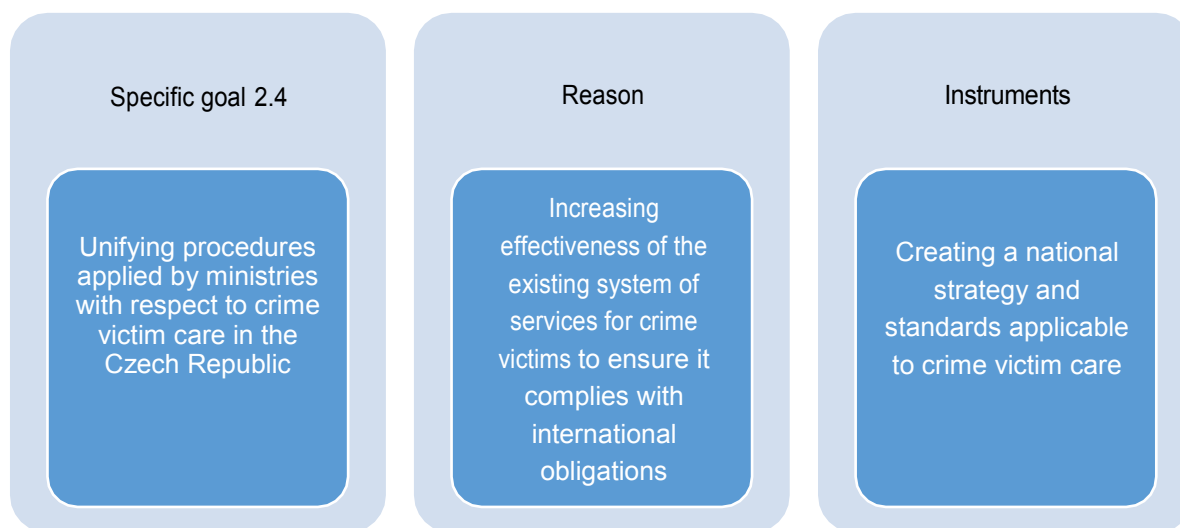 Specific goal 2.4
Unifying procedures
applied by ministries
with respect to crime
victim care in the
Czech Republic
Reason
Increasing
effectiveness of the
existing system of
services for crime
victims to ensure it
complies with
international
obligations
Instruments
Creating a national
strategy and
standards applicable
to crime victim care